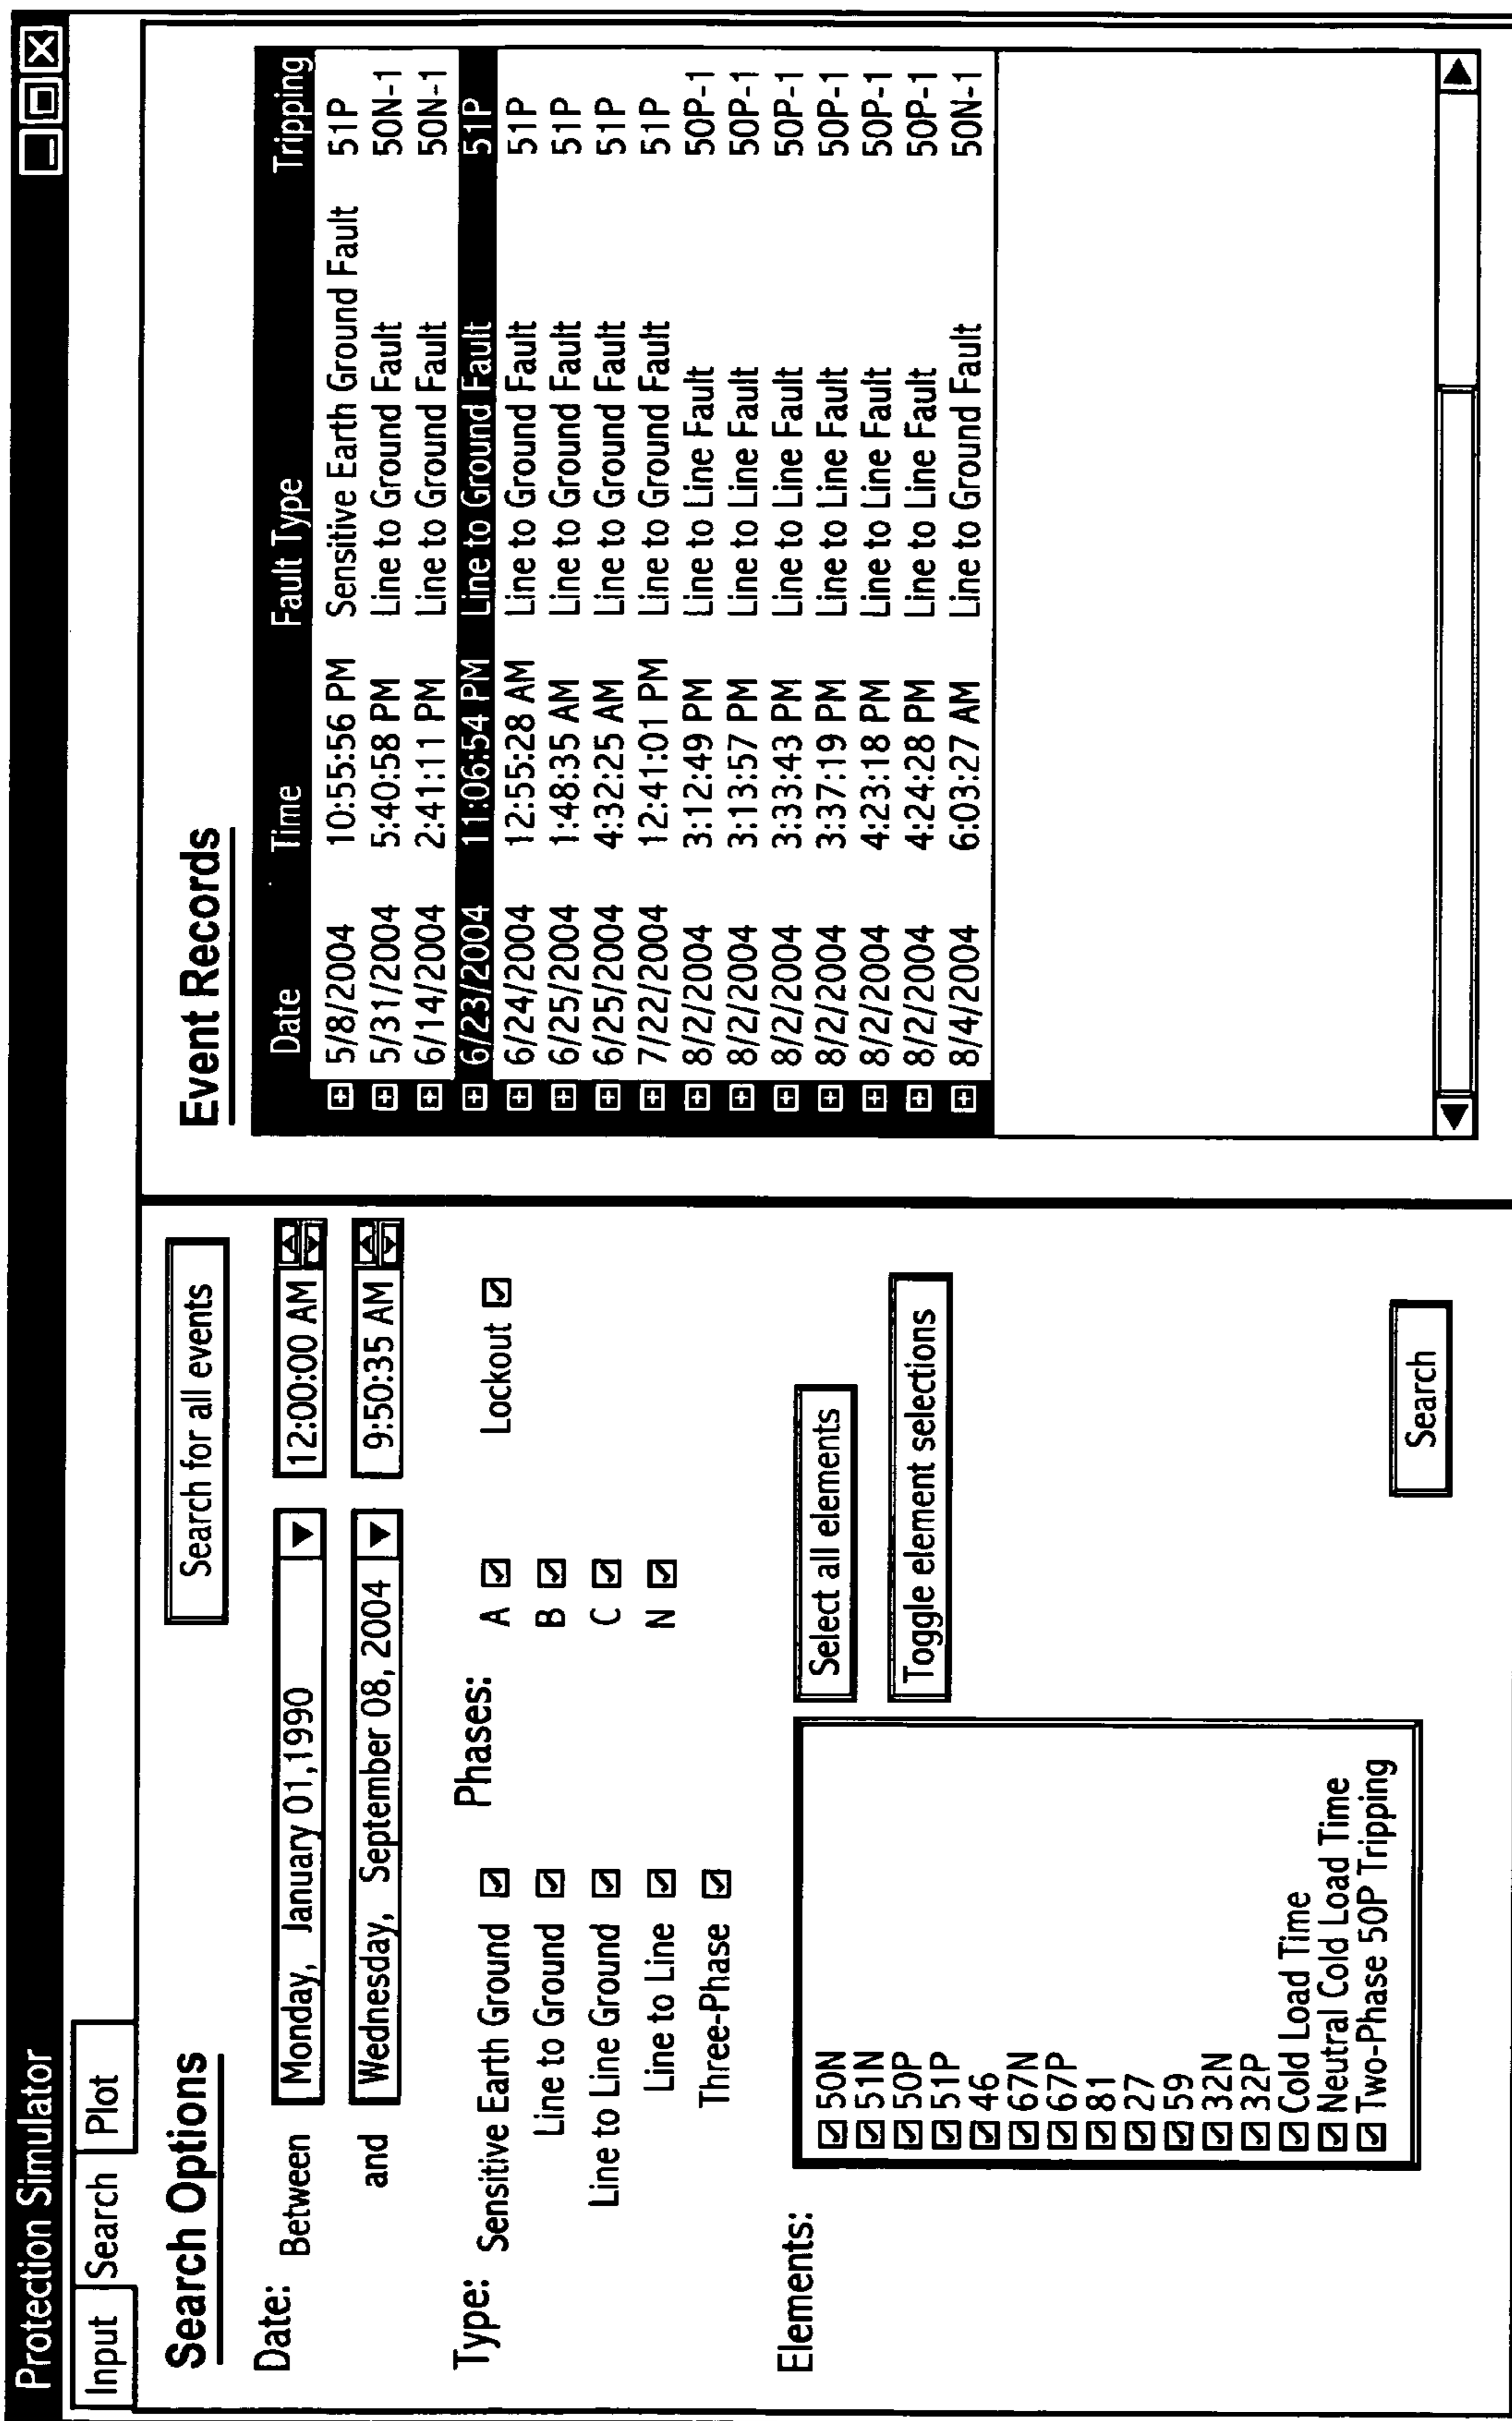 Protection Simulator
Input Search Plot
Search Options
Search for all events
Date: Between Monday, January 01,1990 12:00:00 AM
and Wednesday, September 08, 2004 9:50:35 AM
Type: Sensitive Earth Ground Phases: A Lockout
Line to Ground B
Line to Line Ground C
Line to Line N
Three-Phase
Elements:
50N
51N
50P
51P
46
67N
67P
81
27
59
32N
32P
Cold Load Time
Neutral Cold Load Time
Two-Phase 50P Tripping
Select all elements
Toggle element selections
Search
Event Records
Date Time Fault Type Tripping
5/8/2004 10:55:56 PM Sensitive Earth Ground Fault 51P
5/31/2004 5:40:58 PM Line to Ground Fault 50N-1
6/14/2004 2:41:11 PM Line to Ground Fault 50N-1
6/23/2004 11:06:54 PM Line to Ground Fault 51P
6/24/2004 12:55:28 AM Line to Ground Fault 51P
6/25/2004 1:48:35 AM Line to Ground Fault 51P
6/25/2004 4:32:25 AM Line to Ground Fault 51P
7/22/2004 12:41:01 PM Line to Ground Fault 51P
8/2/2004 3:12:49 PM Line to Line Fault 50P-1
8/2/2004 3:13:57 PM Line to Line Fault 50P-1
8/2/2004 3:33:43 PM Line to Line Fault 50P-1
8/2/2004 3:37:19 PM Line to Line Fault 50P-1
8/2/2004 4:23:18 PM Line to Line Fault 50P-1
8/2/2004 4:24:28 PM Line to Line Fault 50P-1
8/4/2004 6:03:27 AM Line to Ground Fault 50N-1